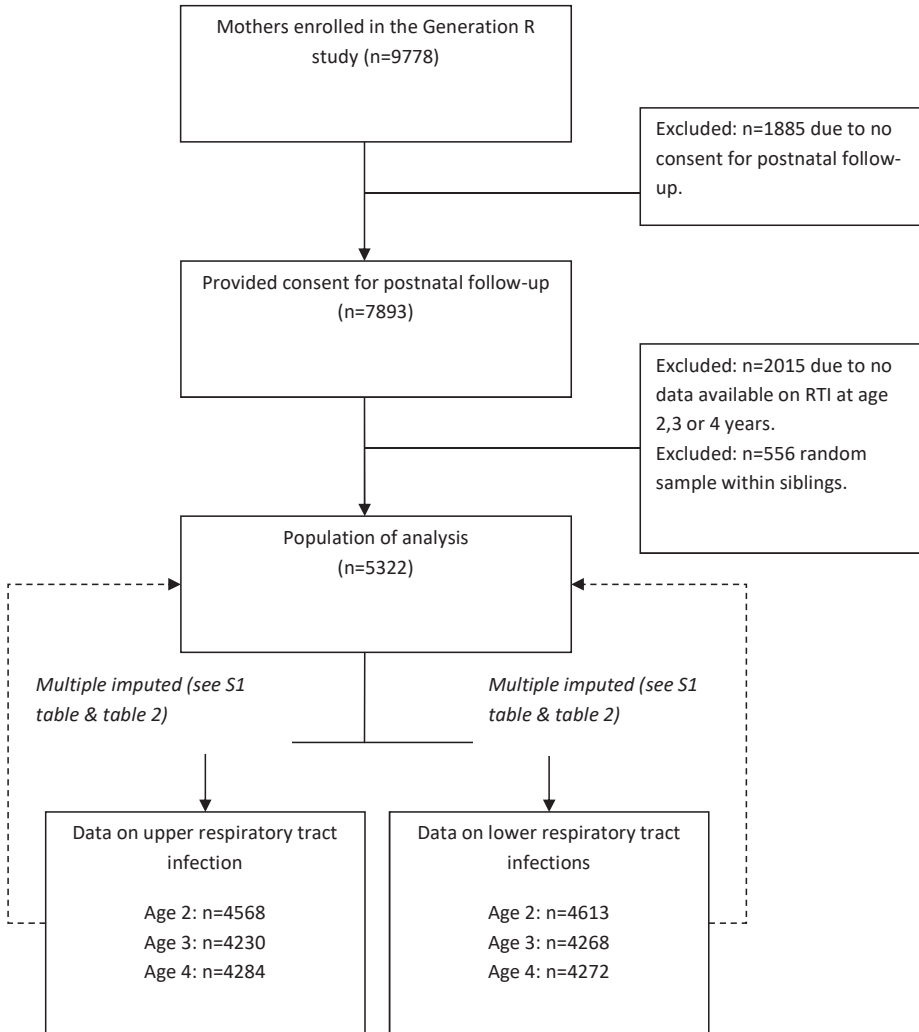 Mothers enrolled in the Generation R
study (n=9778)
Excluded: n=1885 due to no
consent for postnatal follow-
up.
Provided consent for postnatal follow-up
(n=7893)
Excluded: n=2015 due to no
data available on RTI at age
2,3 or 4 years.
Excluded: n=556 random
sample within siblings.
Population of analysis
(n=5322)
Multiple imputed (see S1
table & table 2)
Multiple imputed (see S1
table & table 2)
Data on upper respiratory tract
infection
Age 2: n=4568
Age 3: n=4230
Age 4: n=4284
Data on lower respiratory tract
infections
Age 2: n=4613
Age 3: n=4268
Age 4: n=4272